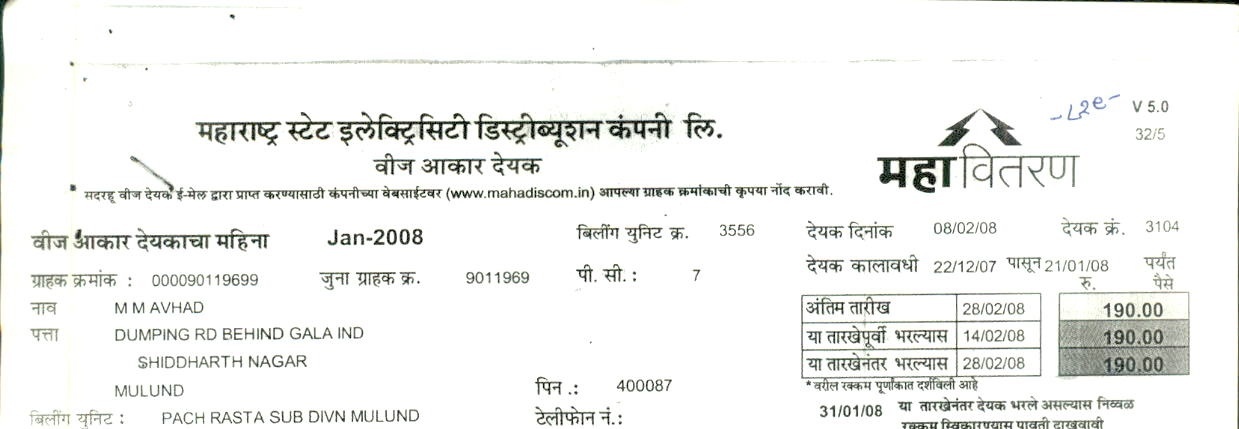 V 5.0
32/5
महाराष्ट्र स्टेट इलेक्ट्रिसिटी डिस्ट्रीब्यूशन कंपनी लि.
वीज आकार देयक
महावितरण
सदरहू वीज देयक ई-मेल द्वारा प्राप्त करण्यासाठी कंपनीच्या वेबसाईटवर (www.mahadiscom.in) आपल्या ग्राहक क्रमांकाची कृपया नोंद करावी.
वीज आकार देयकाचा महिना Jan-2008 बिलींग युनिट क्र. 3556 देयक दिनांक 08/02/08 देयक क्रं. 3104
ग्राहक क्रमांक : 000090119699 जुना ग्राहक क्र. 9011969 पी. सी. : 7 देयक कालावधी 22/12/07 पासून 21/01/08 पर्यंत
रु. पैसे
नाव M M AVHAD अंतिम तारीख 28/02/08 190.00
पत्ता DUMPING RD BEHIND GALA IND या तारखेपूर्वी भरल्यास 14/02/08 190.00
SHIDDHARTH NAGAR या तारखेनंतर भरल्यास 28/02/08 190.00
MULUND पिन .: 400087 * वरील रक्कम पूर्णांकात दर्शविली आहे
बिलींग युनिट : PACH RASTA SUB DIVN MULUND टेलीफोन नं.: 31/01/08 या तारखेनंतर देयक भरले असल्यास निव्वळ
रक्कम स्विकारण्यास पावती दाखवावी